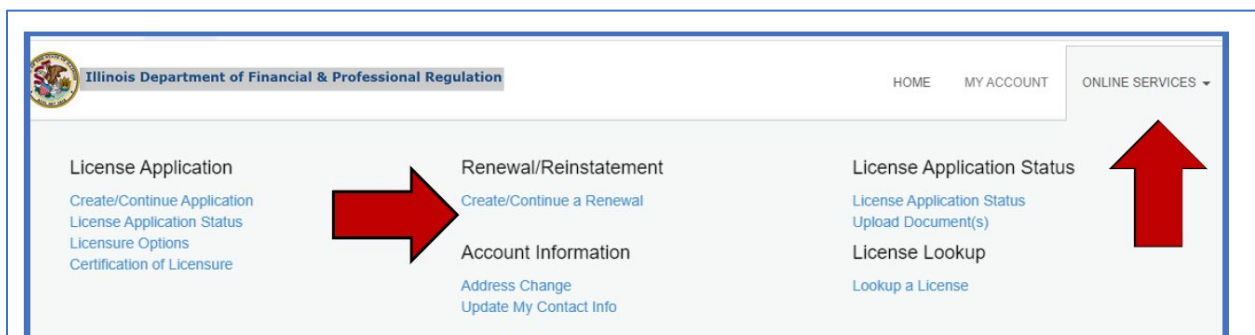 Illinois Department of Financial & Professional Regulation
HOME MY ACCOUNT ONLINE SERVICES
License Application
Create/Continue Application
License Application Status
Licensure Options
Certification of Licensure
Renewal/Reinstatement
Create/Continue a Renewal
Account Information
Address Change
Update My Contact Info
License Application Status
License Application Status
Upload Document(s)
License Lookup
Lookup a License